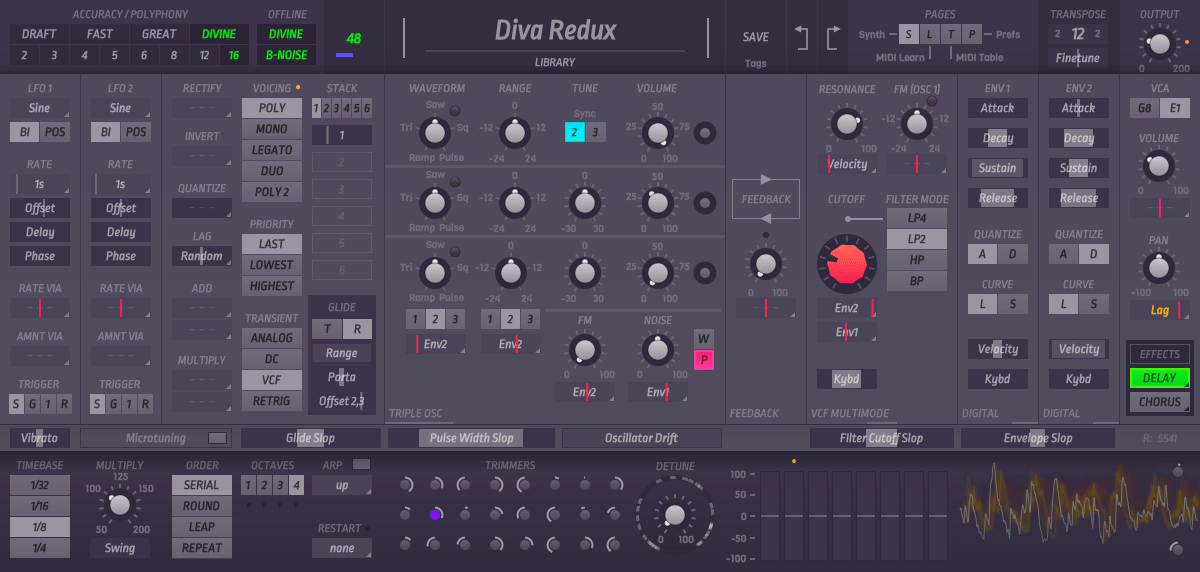 ACCURACY / POLYPHONY
DRAFT FAST GREAT DIVINE
2 3 4 5 6 8 12 16
OFFLINE
DIVINE
B-NOISE
48
Diva Redux
LIBRARY
SAVE
Tags
PAGES
Synth S L T P Prefs
MIDI Learn MIDI Table
TRANSPOSE
2 12 2
Finetune
OUTPUT
0 200
LFO 1
Sine
BI POS
RATE
1s
Offset
Delay
Phase
RATE VIA
- - -
AMNT VIA
- - -
TRIGGER
S G 1 R
LFO 2
Sine
BI POS
RATE
1s
Offset
Delay
Phase
RATE VIA
- - -
AMNT VIA
- - -
TRIGGER
S G 1 R
RECTIFY
- - -
INVERT
- - -
QUANTIZE
- - -
LAG
Random
ADD
- - -
- - -
MULTIPLY
- - -
- - -
VOICING
POLY
MONO
LEGATO
DUO
POLY 2
PRIORITY
LAST
LOWEST
HIGHEST
TRANSIENT
ANALOG
DC
VCF
RETRIG
STACK
1 2 3 4 5 6
1
2
3
4
5
6
GLIDE
T R
Range
Porta
Offset 2,3
WAVEFORM RANGE TUNE VOLUME
Saw 0 Sync 50
Tri Sq -12 12 2 3 25 75
Ramp Pulse -24 24 0 100
Saw 0 0 50
Tri Sq -12 12 25 75
Ramp Pulse -24 24 -30 30 0 100
Saw 0 0 50
Tri Sq -12 12 25 75
Ramp Pulse -24 24 -30 30 0 100
1 2 3 1 2 3
Env2 Env2
FM NOISE
0 100 0 100
Env2 Env1
W
P
TRIPLE OSC
FEEDBACK
0 100
- - -
FEEDBACK
RESONANCE
0 100
Velocity
FM (OSC 1)
0
-24 24
- - -
CUTOFF
Env2
Env1
Kybd
FILTER MODE
LP4
LP2
HP
BP
VCF MULTIMODE
ENV 1
Attack
Decay
Sustain
Release
QUANTIZE
A D
CURVE
L S
Velocity
Kybd
DIGITAL
ENV 2
Attack
Decay
Sustain
Release
QUANTIZE
A D
CURVE
L S
Velocity
Kybd
DIGITAL
VCA
G8 E1
VOLUME
0 100
- - -
PAN
-100 100
Lag
EFFECTS
DELAY
CHORUS
Vibrato Microtuning Glide Slop Pulse Width Slop Oscillator Drift FIlter Cutoff Slop Envelope Slop R: 5541
TIMEBASE
1/32
1/16
1/8
1/4
MULTIPLY
125
100 150
50 200
Swing
ORDER
SERIAL
ROUND
LEAP
REPEAT
OCTAVES
1 2 3 4
ARP
up
RESTART
none
TRIMMERS
DETUNE
0 100
100
50
0
-50
-100